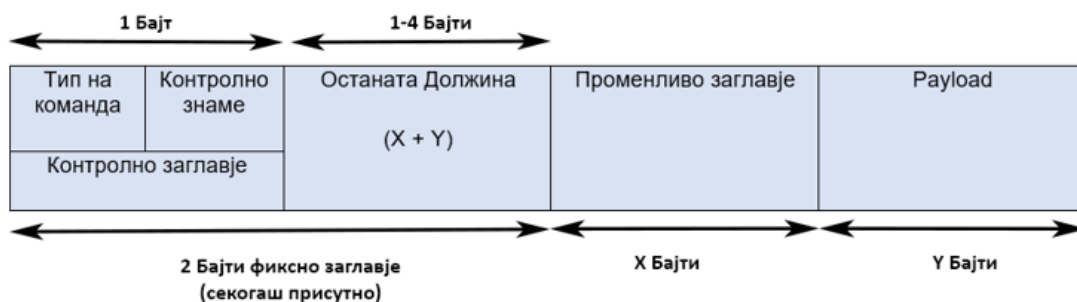 1 Бајт
1-4 Бајти
Тип на
команда
Контролно
знаме
Контролно заглавје
Останата Должина
(X + Y)
Променливо заглавје
Payload
2 Бајти фиксно заглавје
(секогаш присутно)
X Бајти
Y Бајти